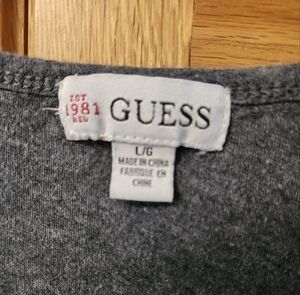 EST
1981
REG
GUESS
L/G
MADE IN CHINA
FABRIQUE EN
CHINE